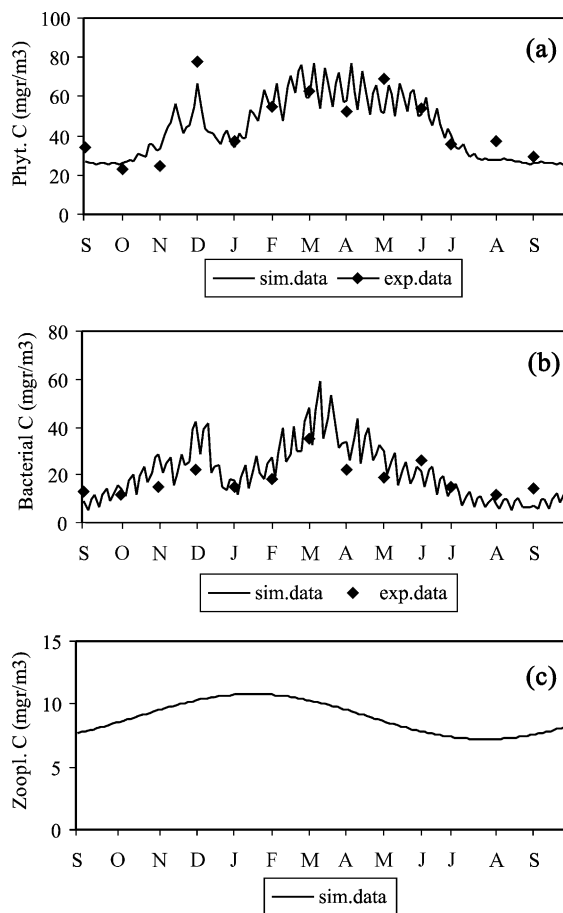 100
80
60
40
20
0
Phyt. C (mgr/m3)
(a)
S O N D J F M A M J J A S
sim.data exp.data
80
60
40
20
0
Bacterial C (mgr/m3)
(b)
S O N D J F M A M J J A S
sim.data exp.data
15
10
5
0
Zoopl. C (mgr/m3)
(c)
S O N D J F M A M J J A S
sim.data